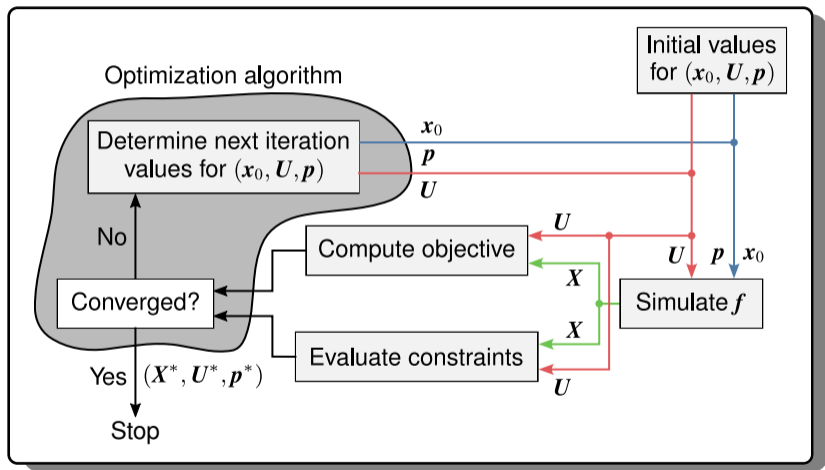 Initial values
for (x₀, U, p)
Optimization algorithm
Determine next iteration
values for (x₀, U, p)
x₀
p
U
No
Compute objective
U
U
p
x₀
X
Converged?
Simulate f
X
Evaluate constraints
U
Yes
(X*, U*, p*)
Stop